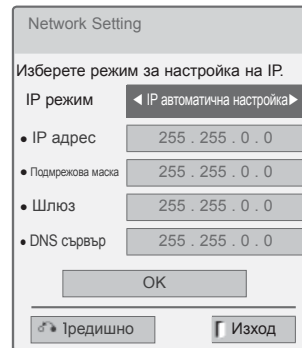 Network Setting
Изберете режим за настройка на IP.
IP режим ◀ IP автоматична настройка▶
• IP адрес 255 . 255 . 0 . 0
• Подмрежова маска 255 . 255 . 0 . 0
• Шлюз 255 . 255 . 0 . 0
• DNS сървър 255 . 255 . 0 . 0
OK
Предишно Изход